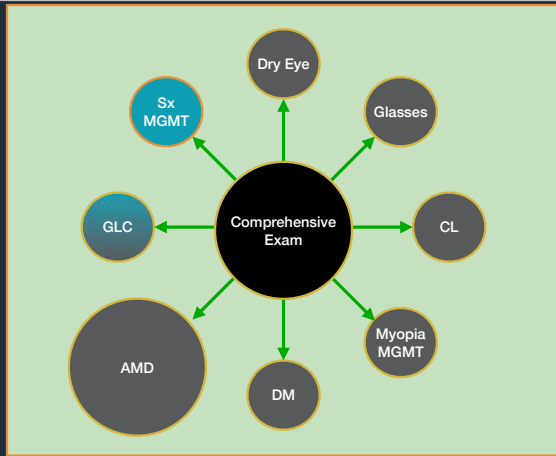 Dry Eye
Sx
MGMT
Glasses
GLC
Comprehensive
Exam
CL
AMD
DM
Myopia
MGMT